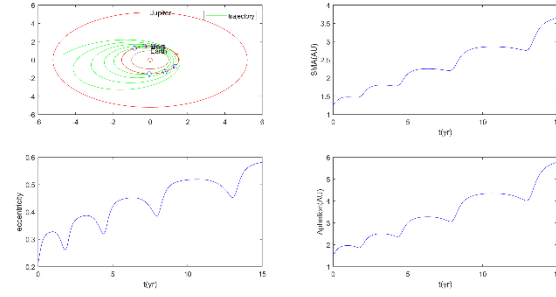 Jupiter
trajectory
Earth
6
4
2
0
-2
-4
-6
-6 -4 -2 0 2 4 6
SMA(AU)
4
3.5
3
2.5
2
1.5
1
0 5 10 15
t(yr)
eccentricity
0.6
0.5
0.4
0.3
0.2
0 5 10 15
t(yr)
Aphelion(AU)
6
5
4
3
2
1
0 5 10 15
t(yr)